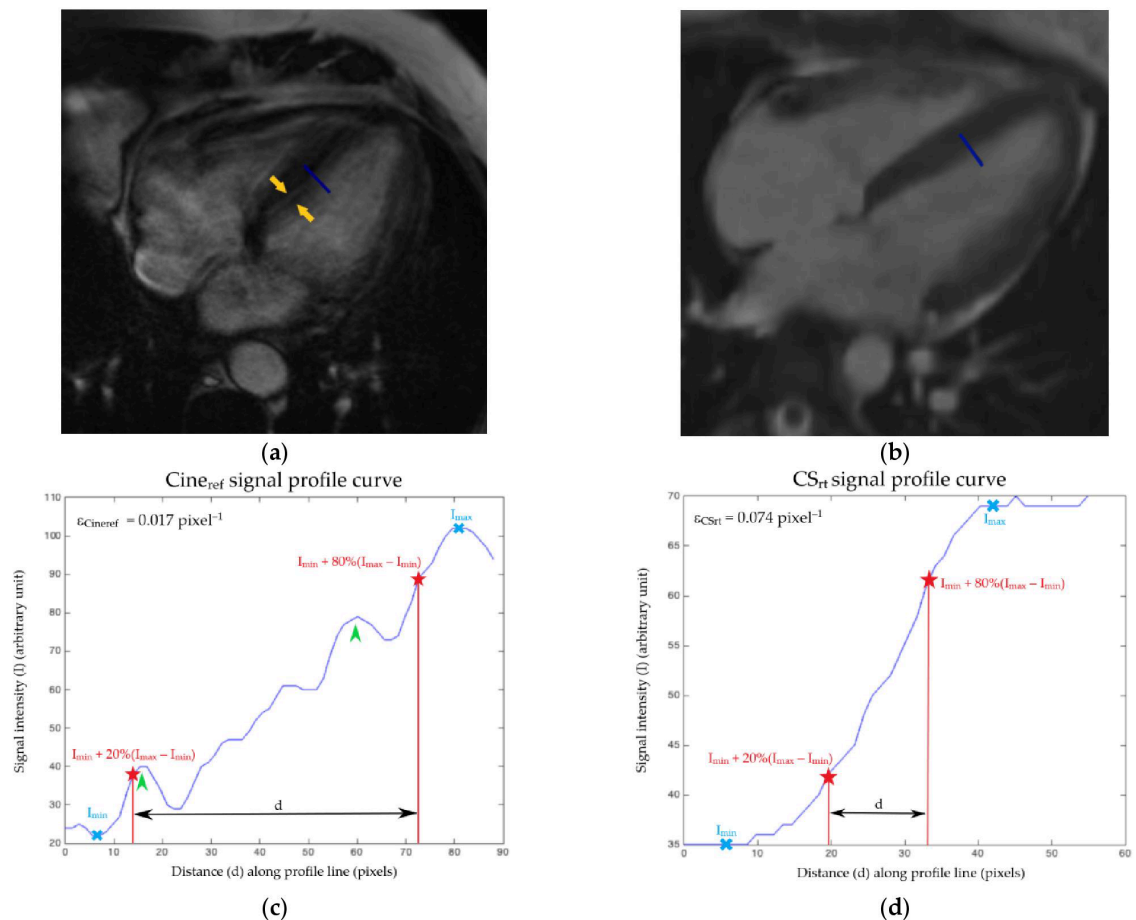 (a)
(b)
Cineref signal profile curve
εCineref = 0.017 pixel⁻¹
Imax
Imin + 80%(Imax – Imin)
Imin + 20%(Imax – Imin)
Imin
d
110
100
90
80
70
60
50
40
30
20
0 10 20 30 40 50 60 70 80 90
Signal intensity (I) (arbitrary unit)
Distance (d) along profile line (pixels)
(c)
CSrt signal profile curve
εCSrt = 0.074 pixel⁻¹
Imax
Imin + 80%(Imax – Imin)
Imin + 20%(Imax – Imin)
Imin
d
70
65
60
55
50
45
40
35
0 10 20 30 40 50 60
Signal intensity (I) (arbitrary unit)
Distance (d) along profile line (pixels)
(d)